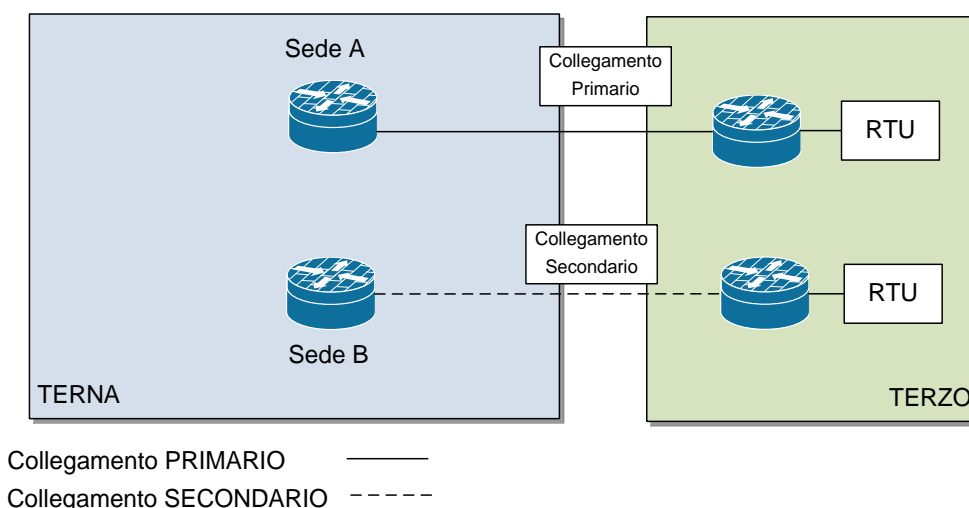 Sede A
Collegamento
Primario
RTU
Collegamento
Secondario
RTU
Sede B
TERNA
TERZO
Collegamento PRIMARIO
Collegamento SECONDARIO